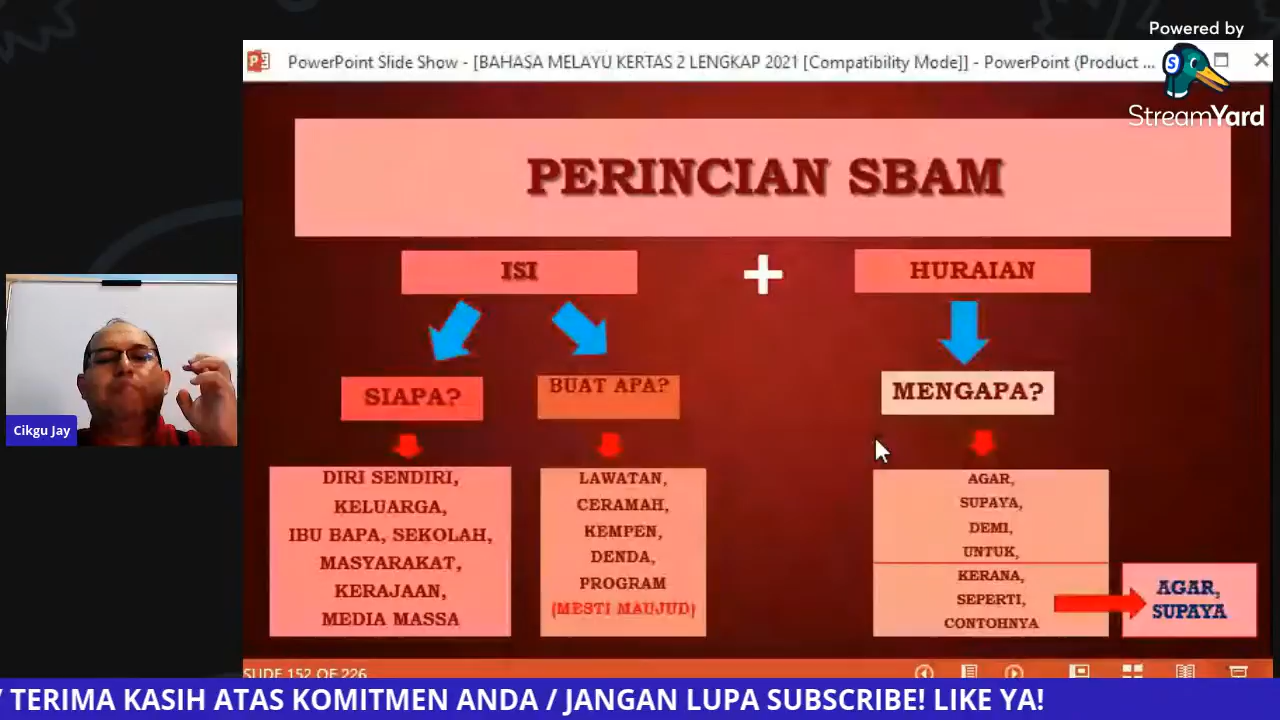 Powered by
StreamYard
PowerPoint Slide Show - [BAHASA MELAYU KERTAS 2 LENGKAP 2021 [Compatibility Mode]] - PowerPoint (Product ...
PERINCIAN SBAM
ISI
+
HURAIAN
SIAPA?
BUAT APA?
MENGAPA?
DIRI SENDIRI,
KELUARGA,
IBU BAPA, SEKOLAH,
MASYARAKAT,
KERAJAAN,
MEDIA MASSA
LAWATAN,
CERAMAH,
KEMPEN,
DENDA,
PROGRAM
(MESTI MAUJUD)
AGAR,
SUPAYA,
DEMI,
UNTUK,
KERANA,
SEPERTI,
CONTOHNYA
AGAR,
SUPAYA
Cikgu Jay
SLIDE 152 OF 226
/ TERIMA KASIH ATAS KOMITMEN ANDA / JANGAN LUPA SUBSCRIBE! LIKE YA!